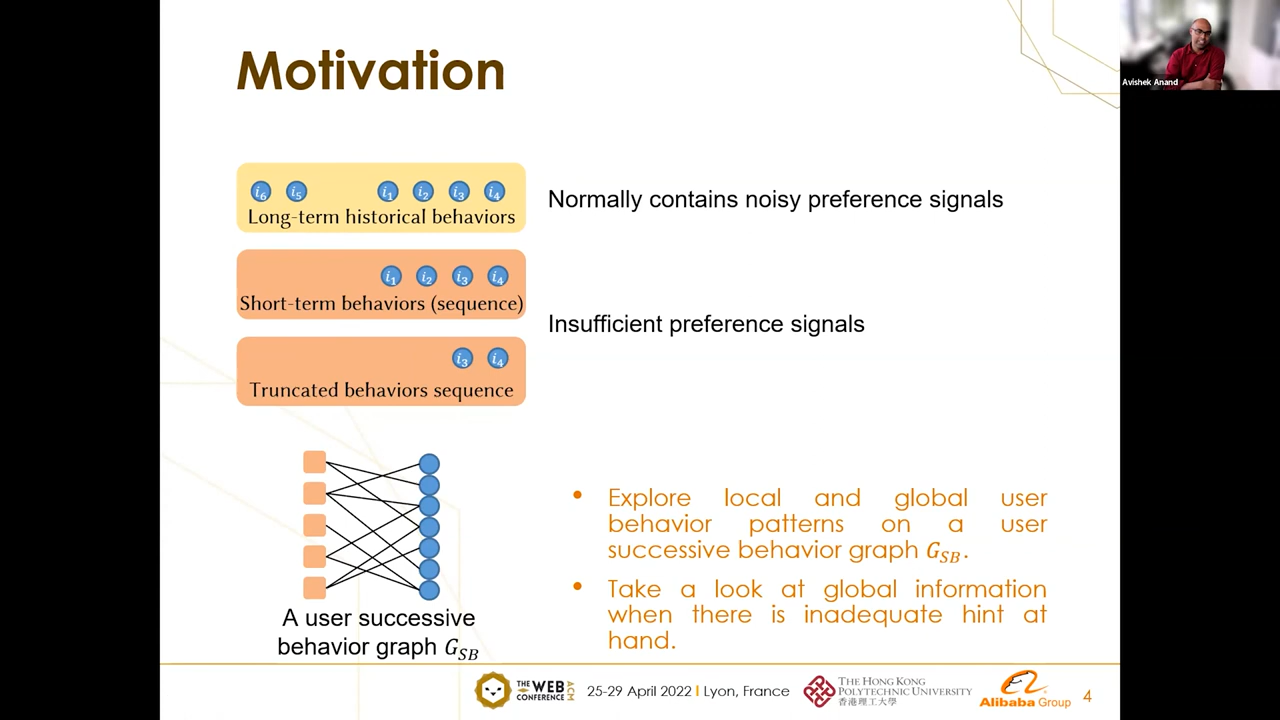 Motivation
Avishek Anand
i6 i5 i1 i2 i3 i4
Long-term historical behaviors
Normally contains noisy preference signals
i1 i2 i3 i4
Short-term behaviors (sequence)
Insufficient preference signals
i3 i4
Truncated behaviors sequence
A user successive
behavior graph GSB
• Explore local and global user
behavior patterns on a user
successive behavior graph GSB.
• Take a look at global information
when there is inadequate hint at
hand.
THE WEB CONFERENCE ACM
25-29 April 2022 | Lyon, France
THE HONG KONG
POLYTECHNIC UNIVERSITY
香港理工大學
Alibaba Group
4